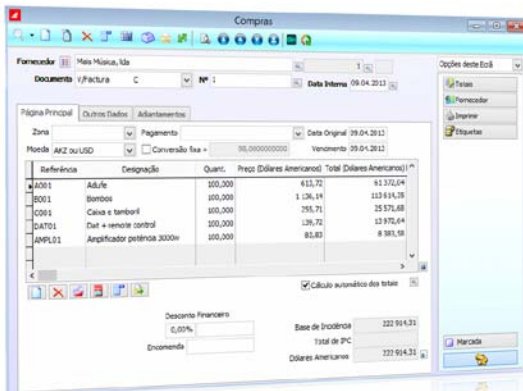 Compras
Fornecedor Mais Música, lda 1
Documento V/Factura C Nº 1 Data Interna 09.04.2013
Página Principal Outros Dados Adiantamentos
Zona Pagamento Data Original 09.04.2013
Moeda AKZ ou USD Conversão fixa » 98,0000000000 Vencimento 09.04.2013
Referência Designação Quant. Preço (Dólares Americanos) Total (Dólares Americanos)
A001 Adufe 100,000 613,72 61 372,04
B001 Bombos 100,000 1 136,14 113 614,35
C001 Caixa e tamboril 100,000 255,71 25 571,68
DAT01 Dat + remote control 100,000 139,72 13 972,64
AMPL01 Amplificador potência 3000w 100,000 83,83 8 383,58
Cálculo automático dos totais
Desconto Financeiro
0,00%
Encomenda
Base de Incidência 222 914,31
Total de IPC
Dólares Americanos 222 914,31
Opções deste Ecrã
Totais
Fornecedor
Imprimir
Etiquetas
Marcada